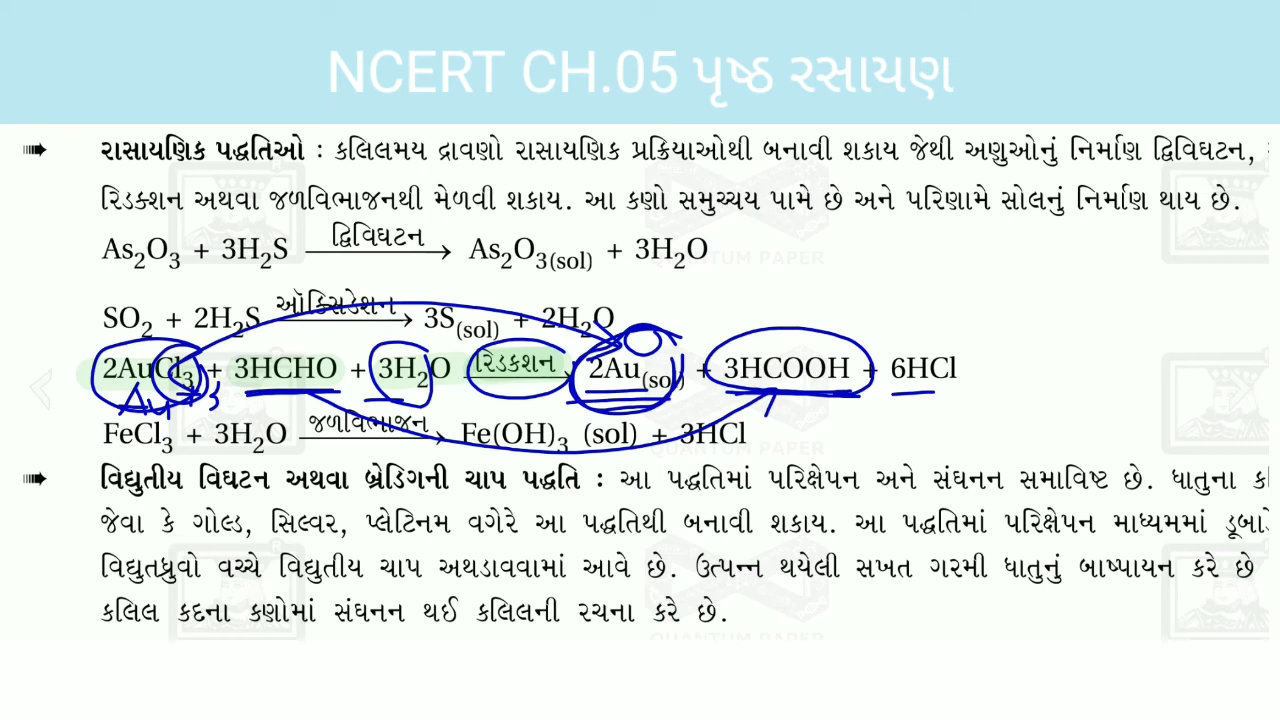 NCERT CH.05 પૃષ્ઠ રસાયણ
➠ રાસાયણિક પદ્ધતિઓ : કલિલમય દ્રાવણો રાસાયણિક પ્રક્રિયાઓથી બનાવી શકાય જેથી અણુઓનું નિર્માણ દ્વિવિઘટન,
રિડક્શન અથવા જળવિભાજનથી મેળવી શકાય. આ કણો સમુચ્ચય પામે છે અને પરિણામે સોલનું નિર્માણ થાય છે.
As₂O₃ + 3H₂S દ્વિવિઘટન → As₂O₃(sol) + 3H₂O
SO₂ + 2H₂S ઑક્સિડેશન → 3S(sol) + 2H₂O
2AuCl₃ + 3HCHO + 3H₂O રિડકશન → 2Au(sol) + 3HCOOH + 6HCl
Au+3
FeCl₃ + 3H₂O જળવિભાજન → Fe(OH)₃ (sol) + 3HCl
➠ વિદ્યુતીય વિઘટન અથવા બ્રેડિગની ચાપ પદ્ધતિ : આ પદ્ધતિમાં પરિક્ષેપન અને સંઘનન સમાવિષ્ટ છે. ધાતુના
જેવા કે ગોલ્ડ, સિલ્વર, પ્લેટિનમ વગેરે આ પદ્ધતિથી બનાવી શકાય. આ પદ્ધતિમાં પરિક્ષેપન માધ્યમમાં
વિદ્યુતધ્રુવો વચ્ચે વિદ્યુતીય ચાપ અથડાવવામાં આવે છે. ઉત્પન્ન થયેલી સખત ગરમી ધાતુનું બાષ્પાયન કરે છે
કલિલ કદના કણોમાં સંઘનન થઈ કલિલની રચના કરે છે.